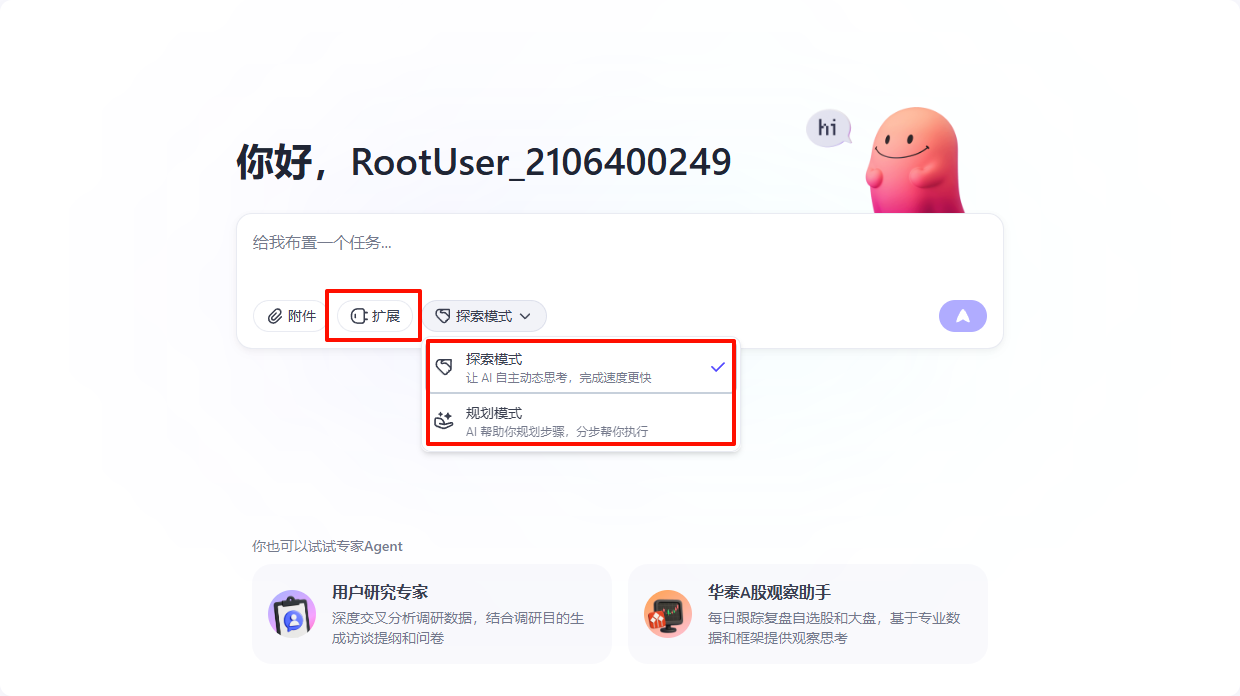 hi
你好，RootUser_2106400249
给我布置一个任务...
附件 扩展 探索模式
探索模式
让 AI 自主动态思考，完成速度更快
规划模式
AI 帮助你规划步骤，分步帮你执行
你也可以试试专家Agent
用户研究专家
深度交叉分析调研数据，结合调研目的生
成访谈提纲和问卷
华泰A股观察助手
每日跟踪复盘自选股和大盘，基于专业数
据和框架提供观察思考